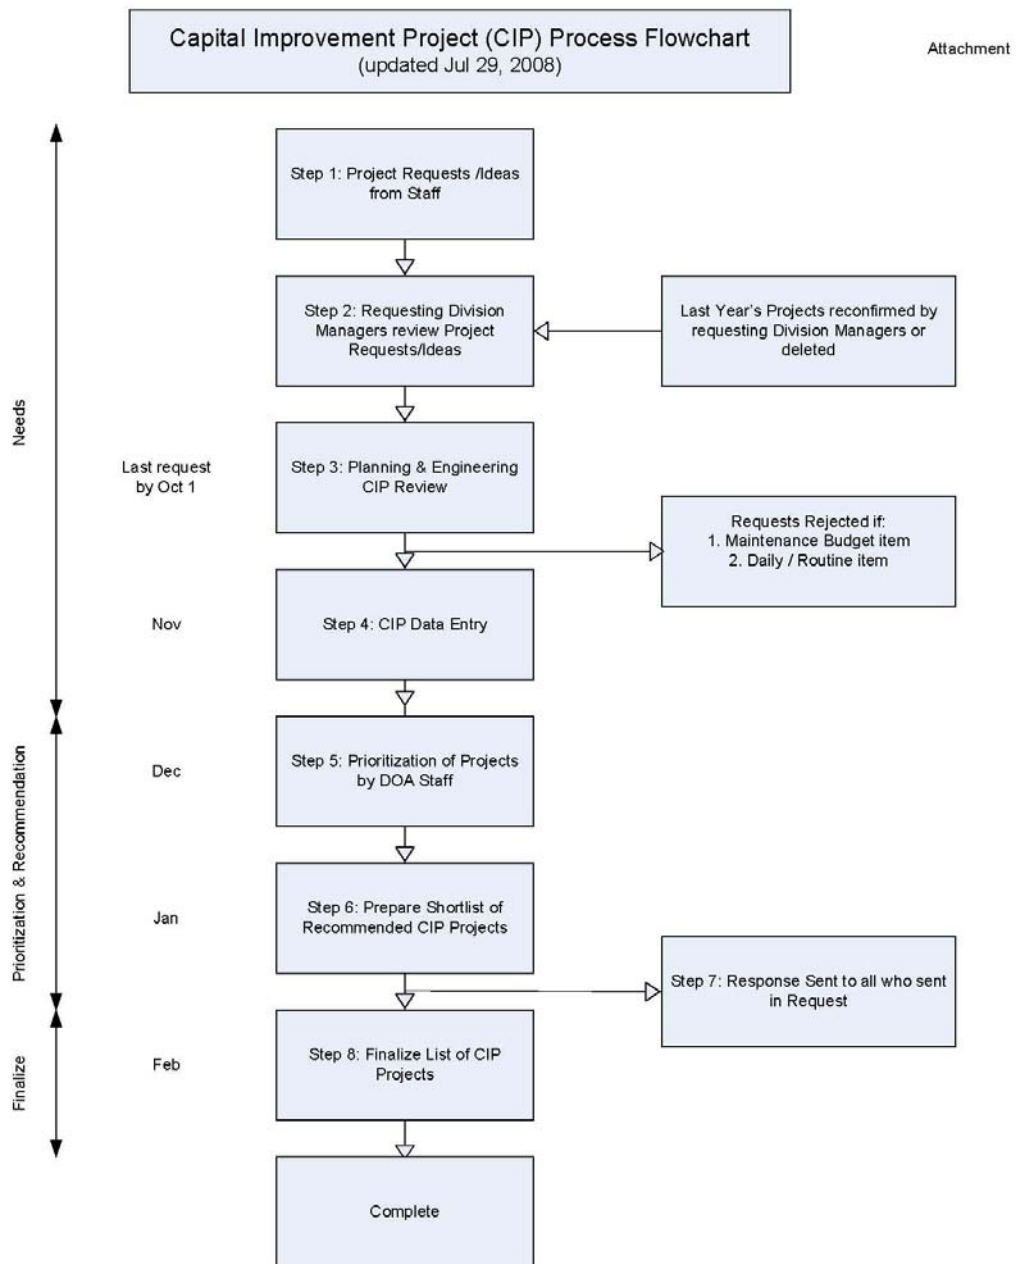 Capital Improvement Project (CIP) Process Flowchart
(updated Jul 29, 2008)
Attachment
Step 1: Project Requests /Ideas
from Staff
Step 2: Requesting Division
Managers review Project
Requests/Ideas
Last Year's Projects reconfirmed by
requesting Division Managers or
deleted
Needs
Last request
by Oct 1
Step 3: Planning & Engineering
CIP Review
Requests Rejected if:
1. Maintenance Budget item
2. Daily / Routine item
Nov
Step 4: CIP Data Entry
Prioritization & Recommendation
Dec
Step 5: Prioritization of Projects
by DOA Staff
Jan
Step 6: Prepare Shortlist of
Recommended CIP Projects
Step 7: Response Sent to all who sent
in Request
Finalize
Feb
Step 8: Finalize List of CIP
Projects
Complete